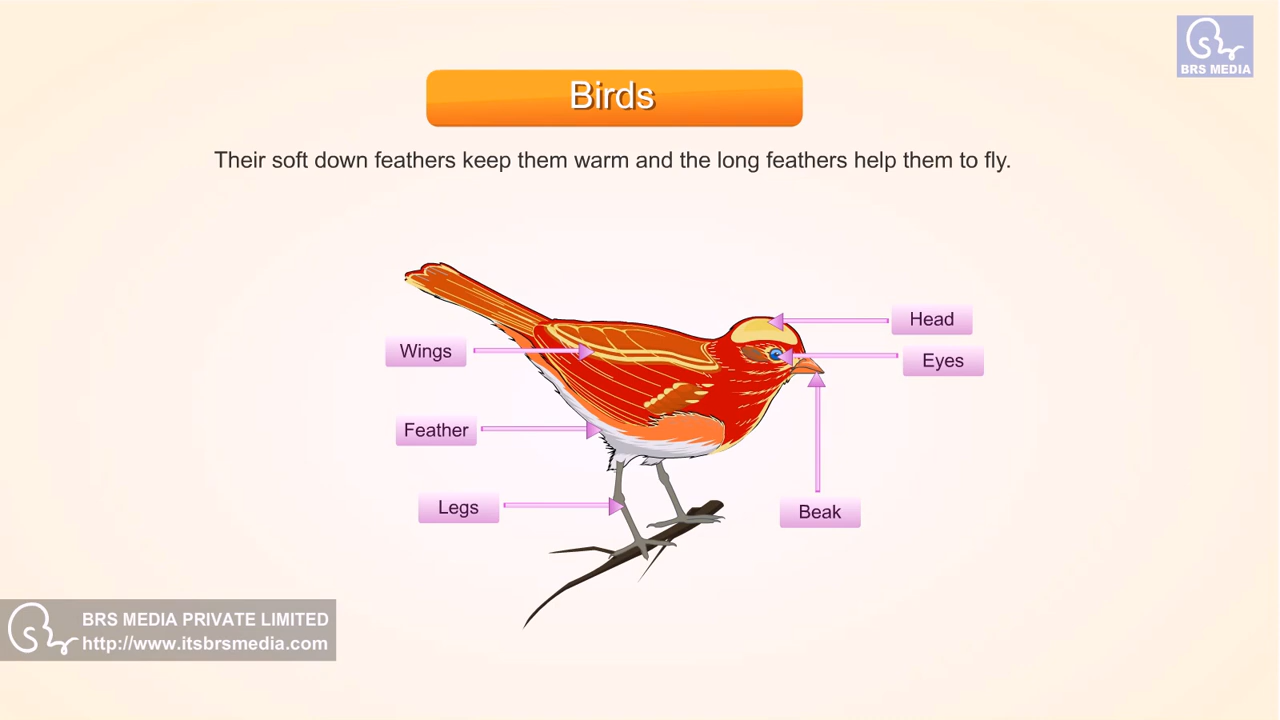 BRS MEDIA
Birds
Their soft down feathers keep them warm and the long feathers help them to fly.
Head
Wings
Eyes
Feather
Legs
Beak
BRS MEDIA PRIVATE LIMITED
http://www.itsbrsmedia.com